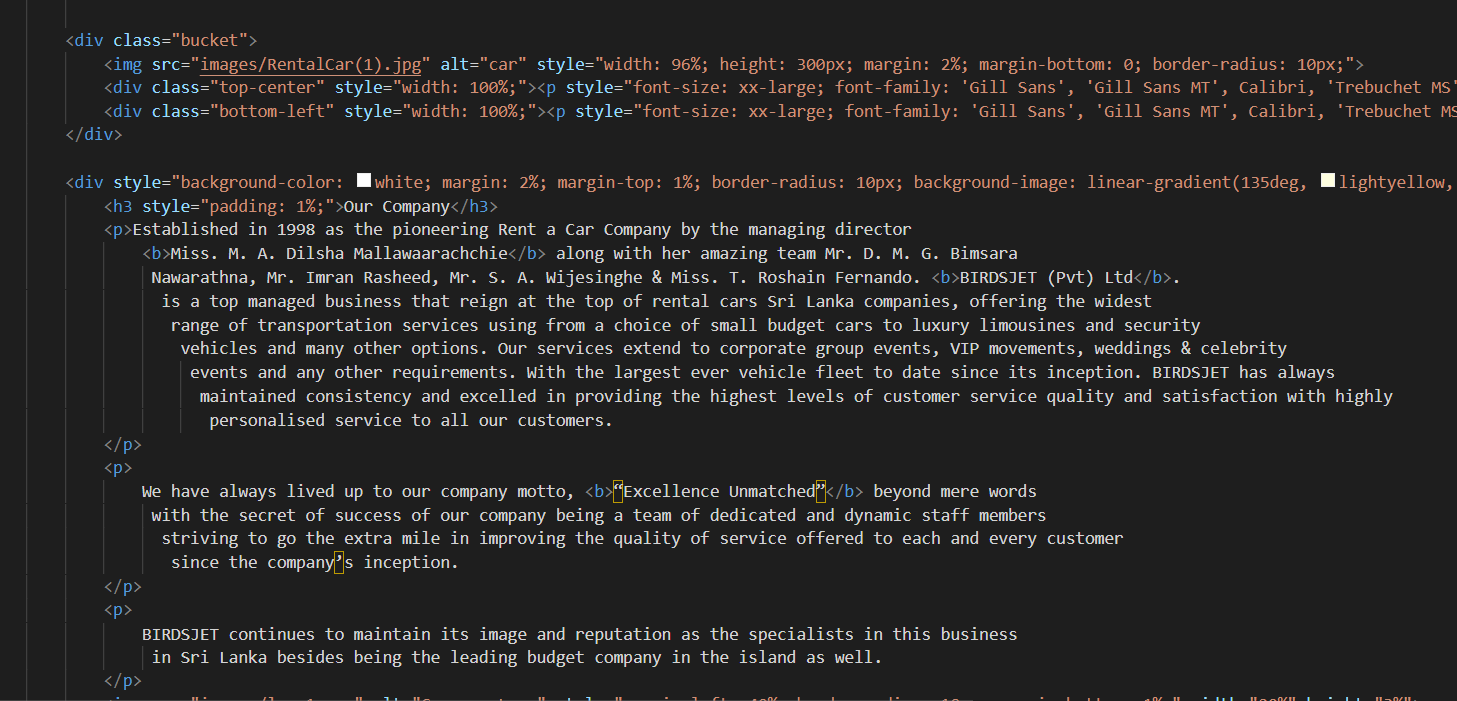 <div class="bucket">
<img src="images/RentalCar(1).jpg" alt="car" style="width: 96%; height: 300px; margin: 2%; margin-bottom: 0; border-radius: 10px;">
<div class="top-center" style="width: 100%;"><p style="font-size: xx-large; font-family: 'Gill Sans', 'Gill Sans MT', Calibri, 'Trebuchet MS'
<div class="bottom-left" style="width: 100%;"><p style="font-size: xx-large; font-family: 'Gill Sans', 'Gill Sans MT', Calibri, 'Trebuchet MS
</div>
<div style="background-color: white; margin: 2%; margin-top: 1%; border-radius: 10px; background-image: linear-gradient(135deg, lightyellow,
<h3 style="padding: 1%;">Our Company</h3>
<p>Established in 1998 as the pioneering Rent a Car Company by the managing director
<b>Miss. M. A. Dilsha Mallawaarachchie</b> along with her amazing team Mr. D. M. G. Bimsara
Nawarathna, Mr. Imran Rasheed, Mr. S. A. Wijesinghe & Miss. T. Roshain Fernando. <b>BIRDSJET (Pvt) Ltd</b>.
is a top managed business that reign at the top of rental cars Sri Lanka companies, offering the widest
range of transportation services using from a choice of small budget cars to luxury limousines and security
vehicles and many other options. Our services extend to corporate group events, VIP movements, weddings & celebrity
events and any other requirements. With the largest ever vehicle fleet to date since its inception. BIRDSJET has always
maintained consistency and excelled in providing the highest levels of customer service quality and satisfaction with highly
personalised service to all our customers.
</p>
<p>
We have always lived up to our company motto, <b>“Excellence Unmatched”</b> beyond mere words
with the secret of success of our company being a team of dedicated and dynamic staff members
striving to go the extra mile in improving the quality of service offered to each and every customer
since the company’s inception.
</p>
<p>
BIRDSJET continues to maintain its image and reputation as the specialists in this business
in Sri Lanka besides being the leading budget company in the island as well.
</p>